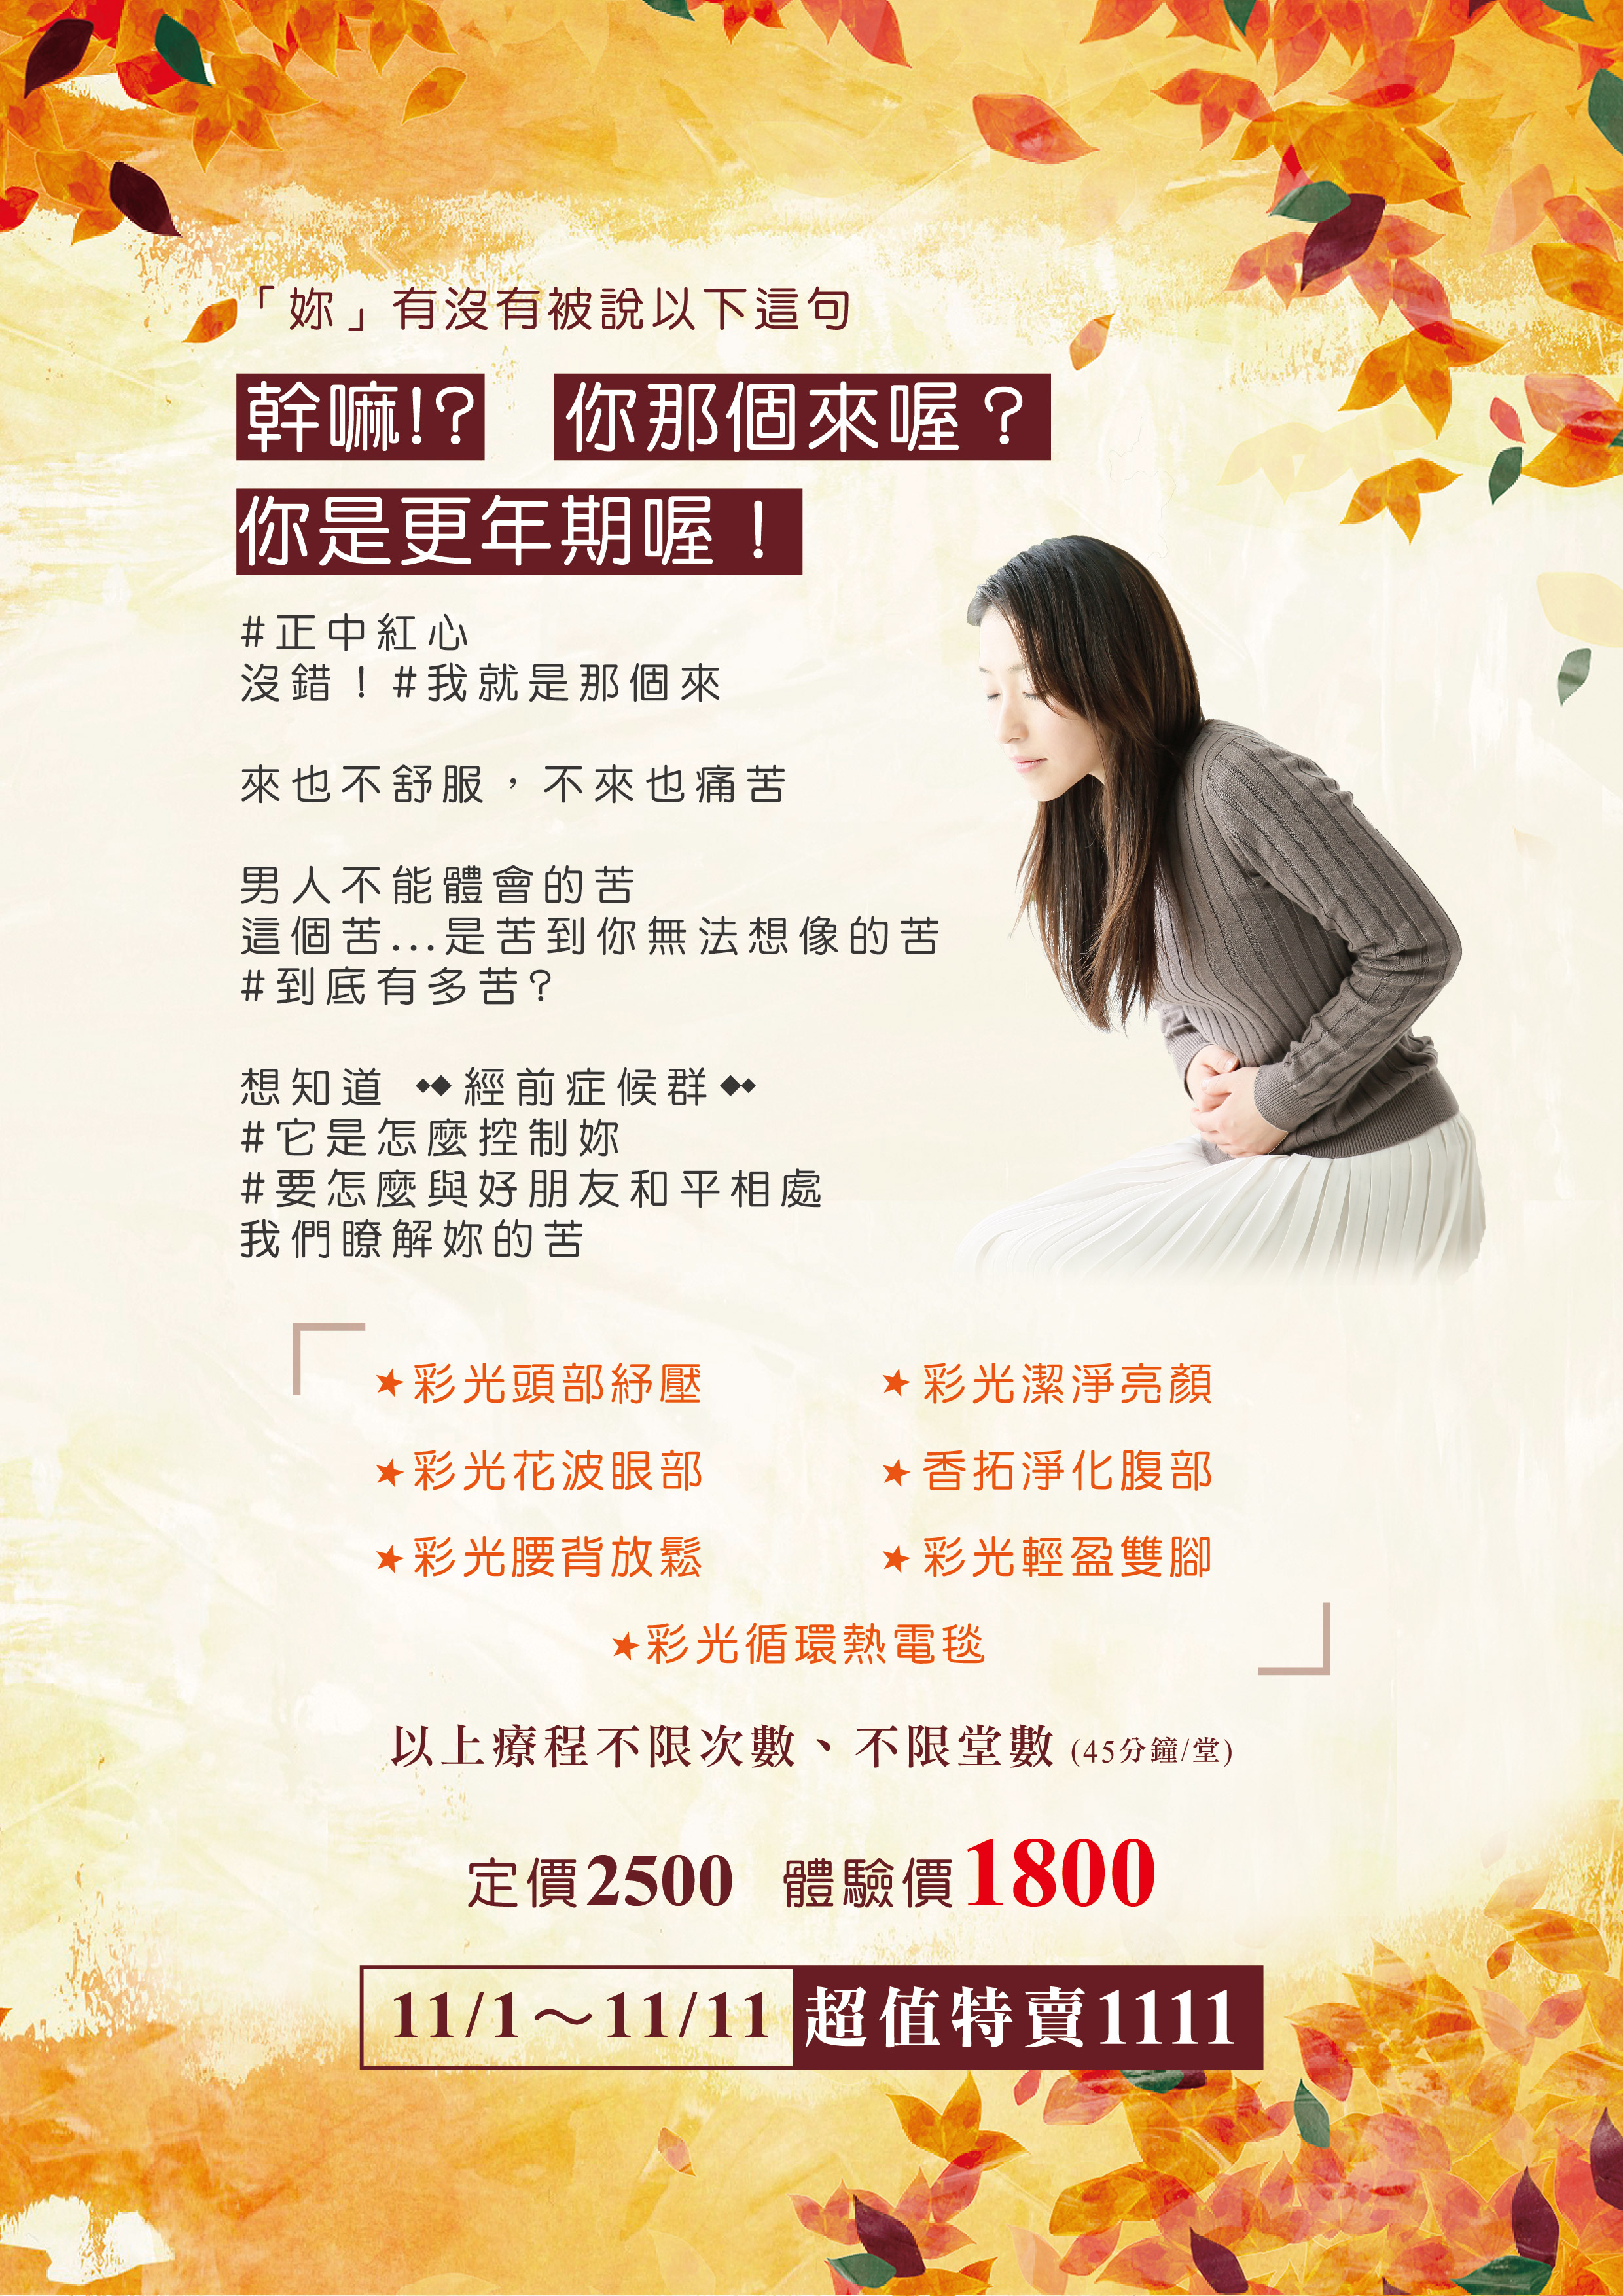 「妳」有沒有被說以下這句
幹嘛!? 你那個來喔？
你是更年期喔！
#正中紅心
沒錯！#我就是那個來
來也不舒服，不來也痛苦
男人不能體會的苦
這個苦...是苦到你無法想像的苦
#到底有多苦?
想知道 ◆◆經前症候群◆◆
#它是怎麼控制妳
#要怎麼與好朋友和平相處
我們瞭解妳的苦
★彩光頭部紓壓 ★彩光潔淨亮顏
★彩光花波眼部 ★香拓淨化腹部
★彩光腰背放鬆 ★彩光輕盈雙腳
★彩光循環熱電毯
以上療程不限次數、不限堂數 (45分鐘/堂)
定價2500 體驗價1800
11/1～11/11 超值特賣1111